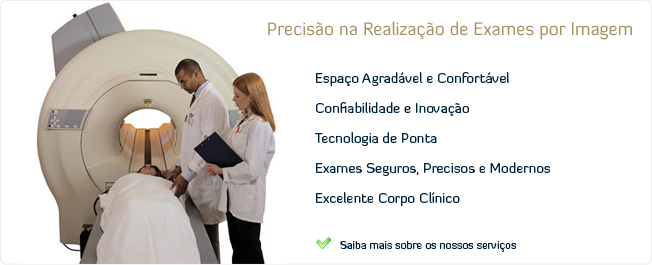 Precisão na Realização de Exames por Imagem
Espaço Agradável e Confortável
Confiabilidade e Inovação
Tecnologia de Ponta
Exames Seguros, Precisos e Modernos
Excelente Corpo Clínico
Saiba mais sobre os nossos serviços